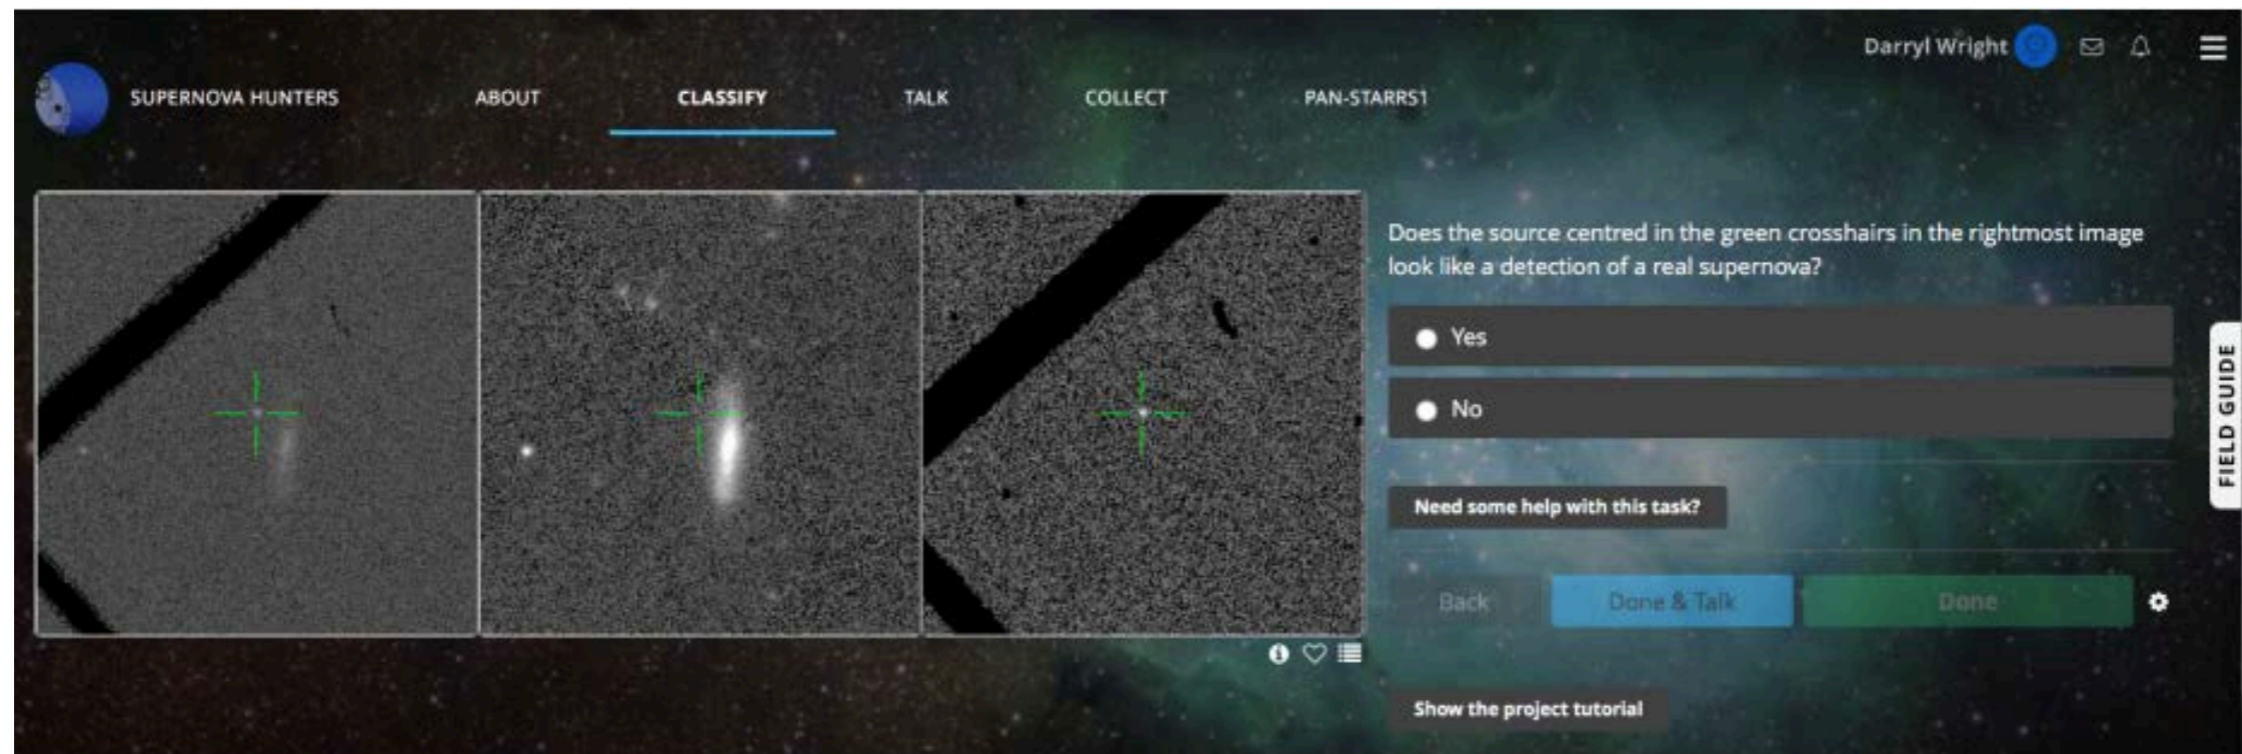 Darryl Wright
SUPERNOVA HUNTERS ABOUT CLASSIFY TALK COLLECT PAN-STARRS1
Does the source centred in the green crosshairs in the rightmost image
look like a detection of a real supernova?
Yes
No
FIELD GUIDE
Need some help with this task?
Back Done & Talk Done
Show the project tutorial